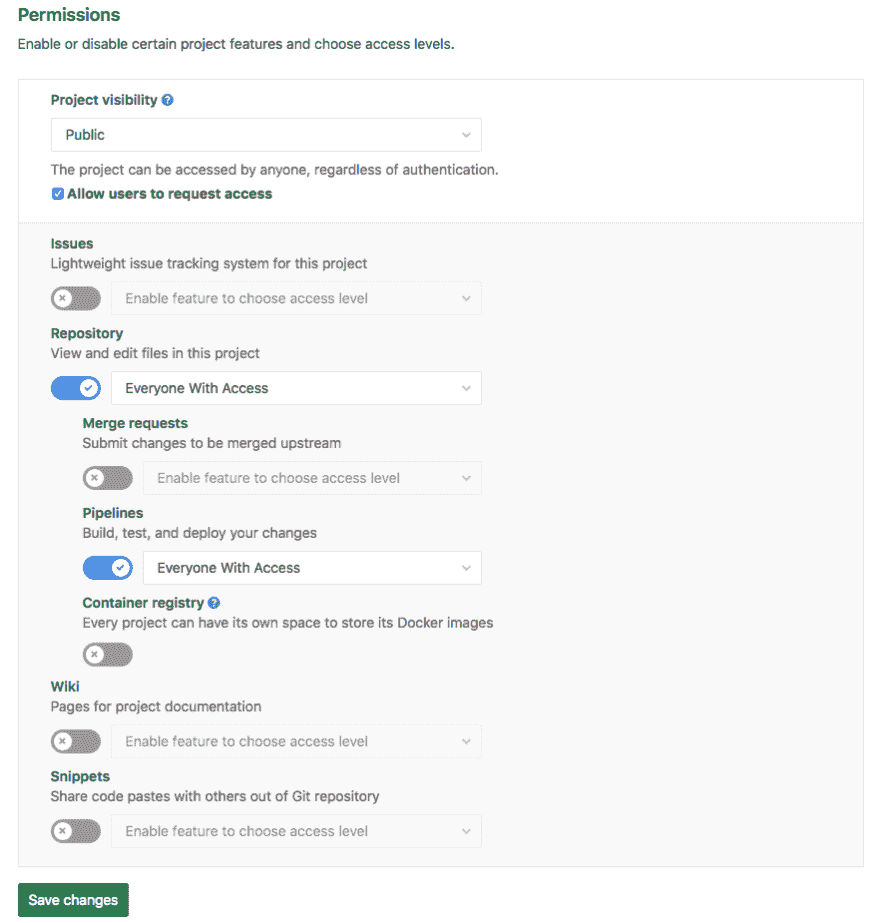 Permissions
Enable or disable certain project features and choose access levels.
Project visibility
Public
The project can be accessed by anyone, regardless of authentication.
Allow users to request access
Issues
Lightweight issue tracking system for this project
Enable feature to choose access level
Repository
View and edit files in this project
Everyone With Access
Merge requests
Submit changes to be merged upstream
Enable feature to choose access level
Pipelines
Build, test, and deploy your changes
Everyone With Access
Container registry
Every project can have its own space to store its Docker images
Wiki
Pages for project documentation
Enable feature to choose access level
Snippets
Share code pastes with others out of Git repository
Enable feature to choose access level
Save changes